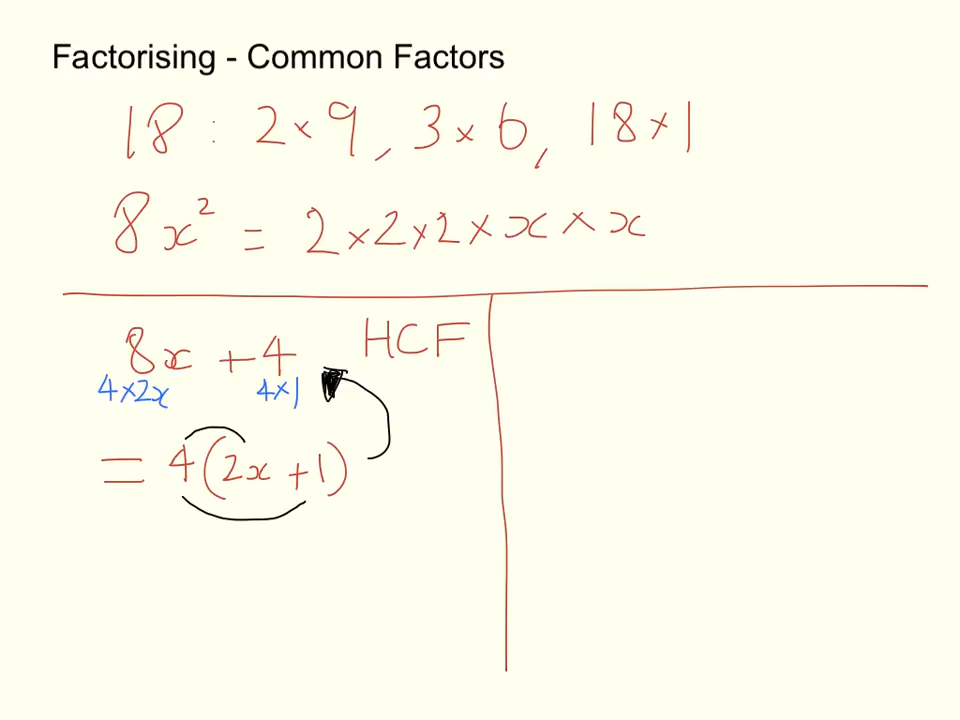 Factorising - Common Factors
18 : 2 × 9, 3 × 6, 18 × 1
8x² = 2 × 2 × 2 × x × x
8x + 4 HCF
4 × 2x 4 × 1
= 4(2x + 1)